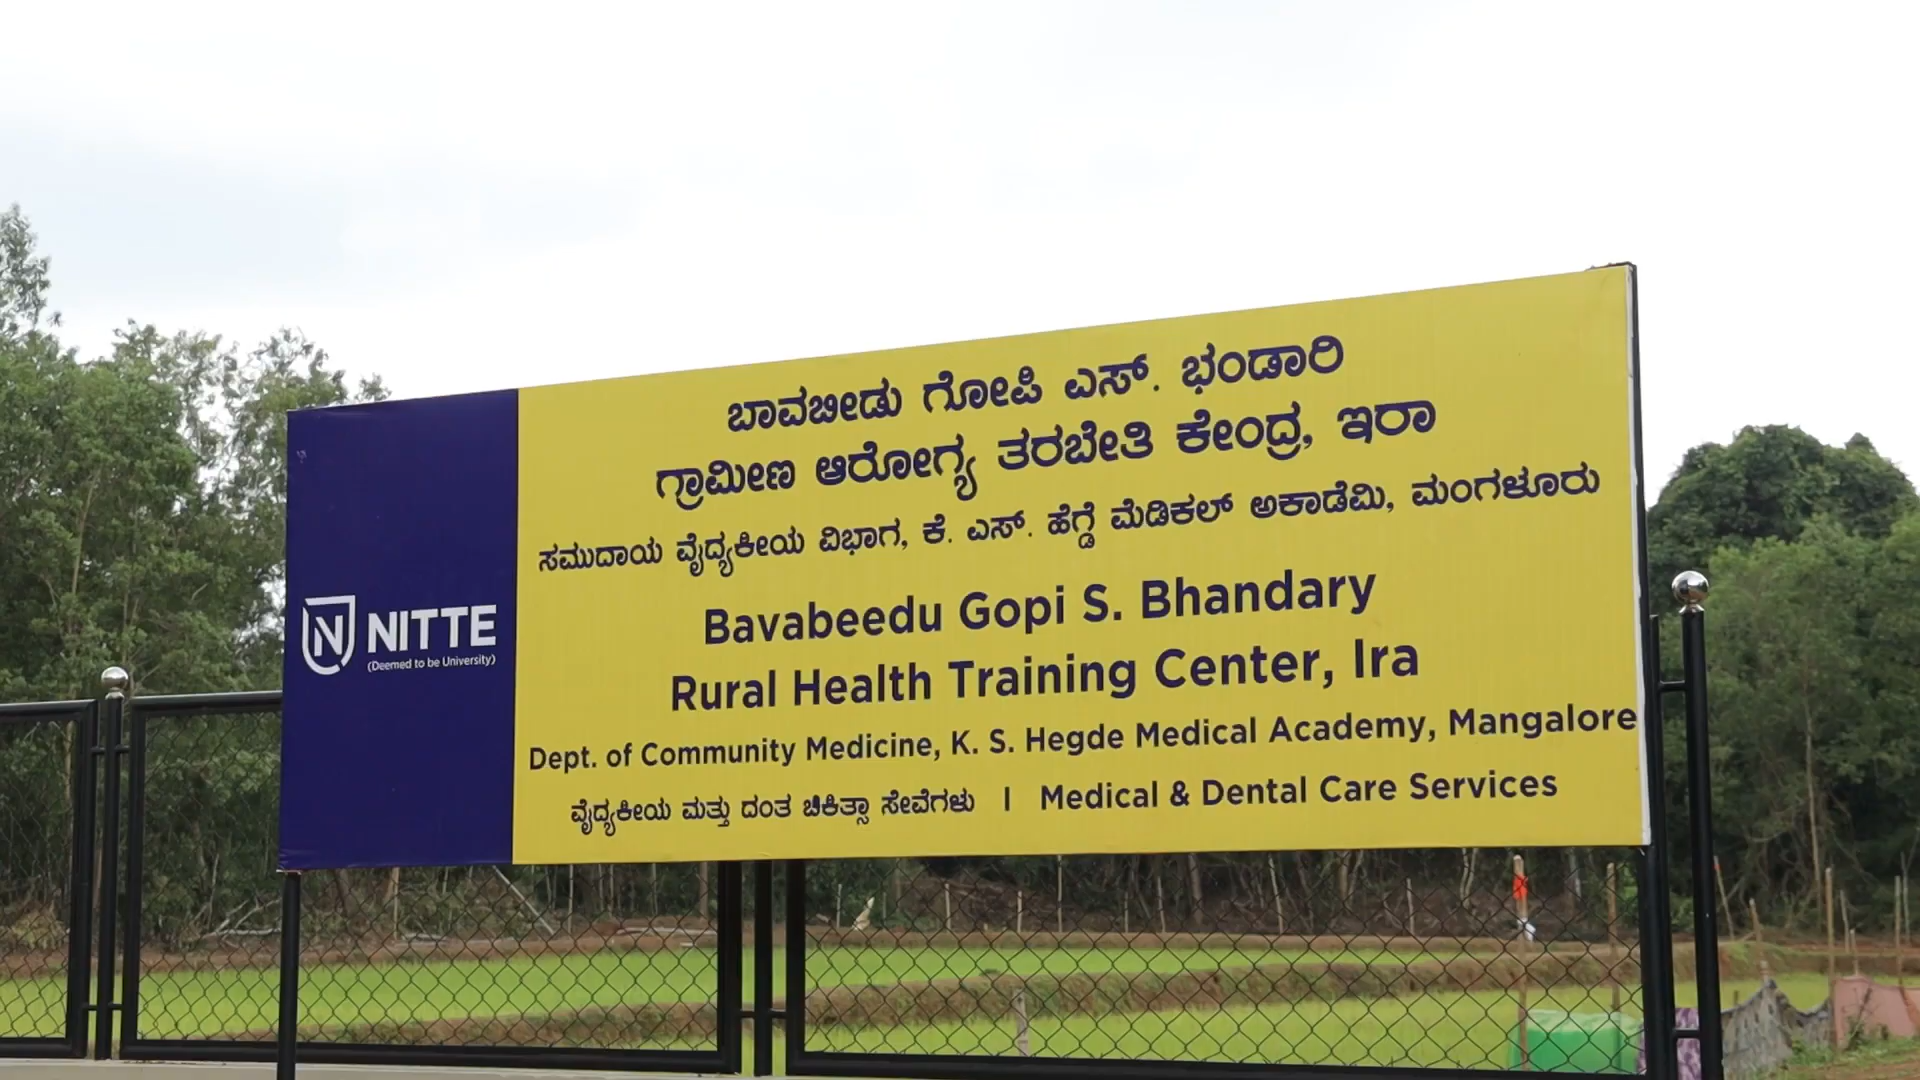 NITTE
(Deemed to be University)
ಬಾವಬೀಡು ಗೋಪಿ ಎಸ್. ಭಂಡಾರಿ
ಗ್ರಾಮೀಣ ಆರೋಗ್ಯ ತರಬೇತಿ ಕೇಂದ್ರ, ಇರಾ
ಸಮುದಾಯ ವೈದ್ಯಕೀಯ ವಿಭಾಗ, ಕೆ. ಎಸ್. ಹೆಗ್ಡೆ ಮೆಡಿಕಲ್ ಅಕಾಡೆಮಿ, ಮಂಗಳೂರು
Bavabeedu Gopi S. Bhandary
Rural Health Training Center, Ira
Dept. of Community Medicine, K. S. Hegde Medical Academy, Mangalore
ವೈದ್ಯಕೀಯ ಮತ್ತು ದಂತ ಚಿಕಿತ್ಸಾ ಸೇವೆಗಳು | Medical & Dental Care Services